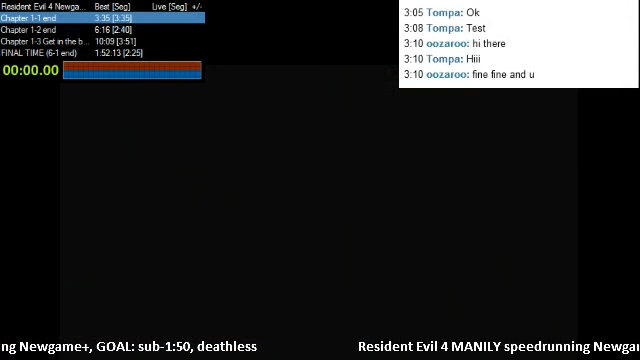 Resident Evil 4 Newga... Best [Seg] Live [Seg] +/-
Chapter 1-1 end 3:35 [3:35]
Chapter 1-2 end 6:16 [2:40]
Chapter 1-3 Get in the b... 10:09 [3:51]
FINAL TIME (6-1 end) 1:52:13 [2:25]
00:00.00
3:05 Tompa: Ok
3:08 Tompa: Test
3:10 oozaroo: hi there
3:10 Tompa: Hiii
3:10 oozaroo: fine fine and u
ng Newgame+, GOAL: sub-1:50, deathless
Resident Evil 4 MANILY speedrunning Newgam